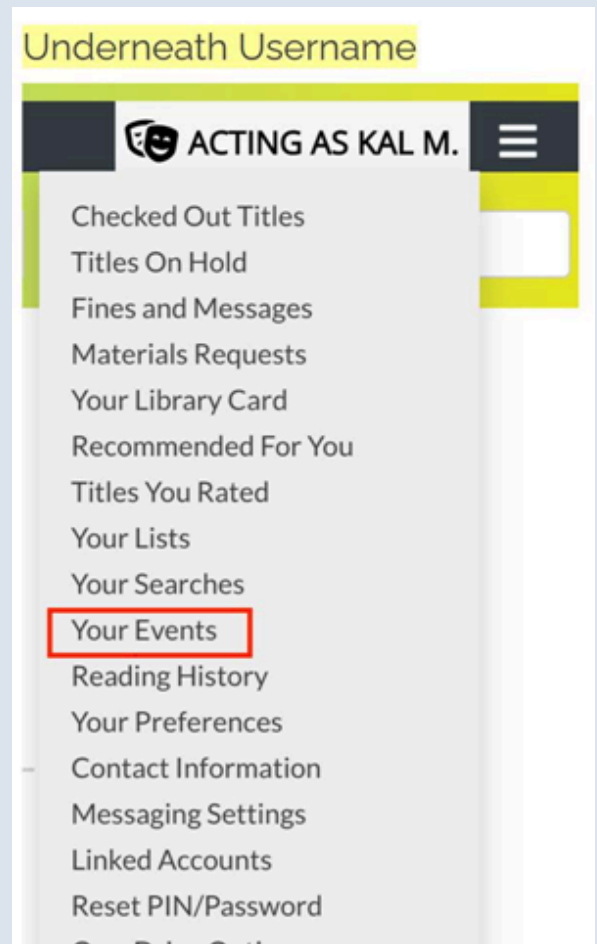 Underneath Username
ACTING AS KAL M.
Checked Out Titles
Titles On Hold
Fines and Messages
Materials Requests
Your Library Card
Recommended For You
Titles You Rated
Your Lists
Your Searches
Your Events
Reading History
Your Preferences
Contact Information
Messaging Settings
Linked Accounts
Reset PIN/Password